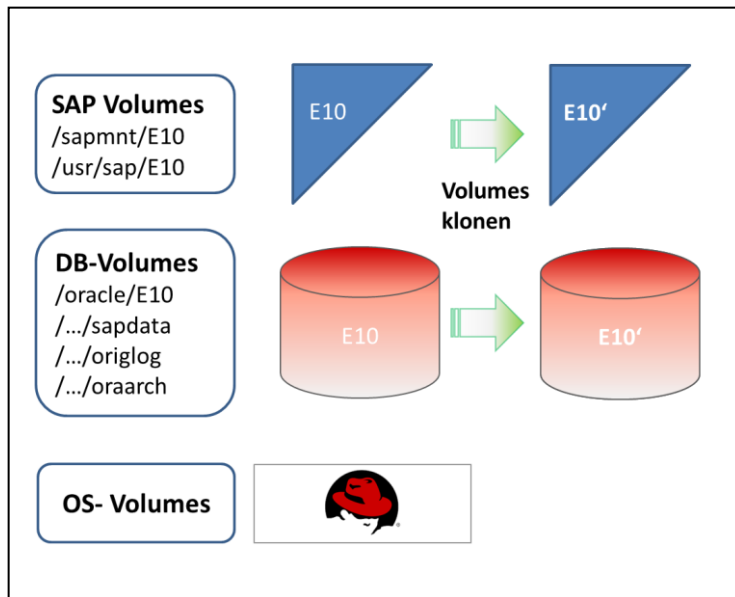 SAP Volumes
/sapmnt/E10
/usr/sap/E10
E10
E10‘
Volumes
klonen
DB-Volumes
/oracle/E10
/.../sapdata
/.../origlog
/.../oraarch
E10
E10‘
OS- Volumes